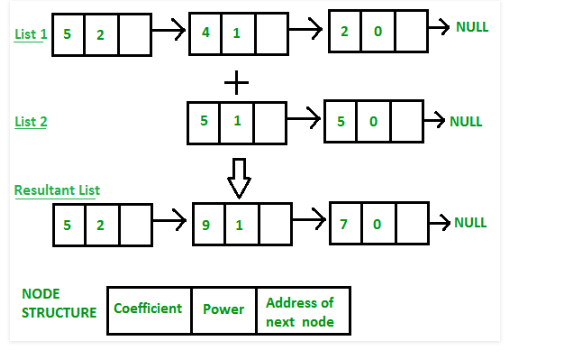 List 1 5 2 4 1 2 0 NULL
+
List 2 5 1 5 0 NULL
Resultant List
5 2 9 1 7 0 NULL
NODE
STRUCTURE
Coefficient
Power
Address of
next node